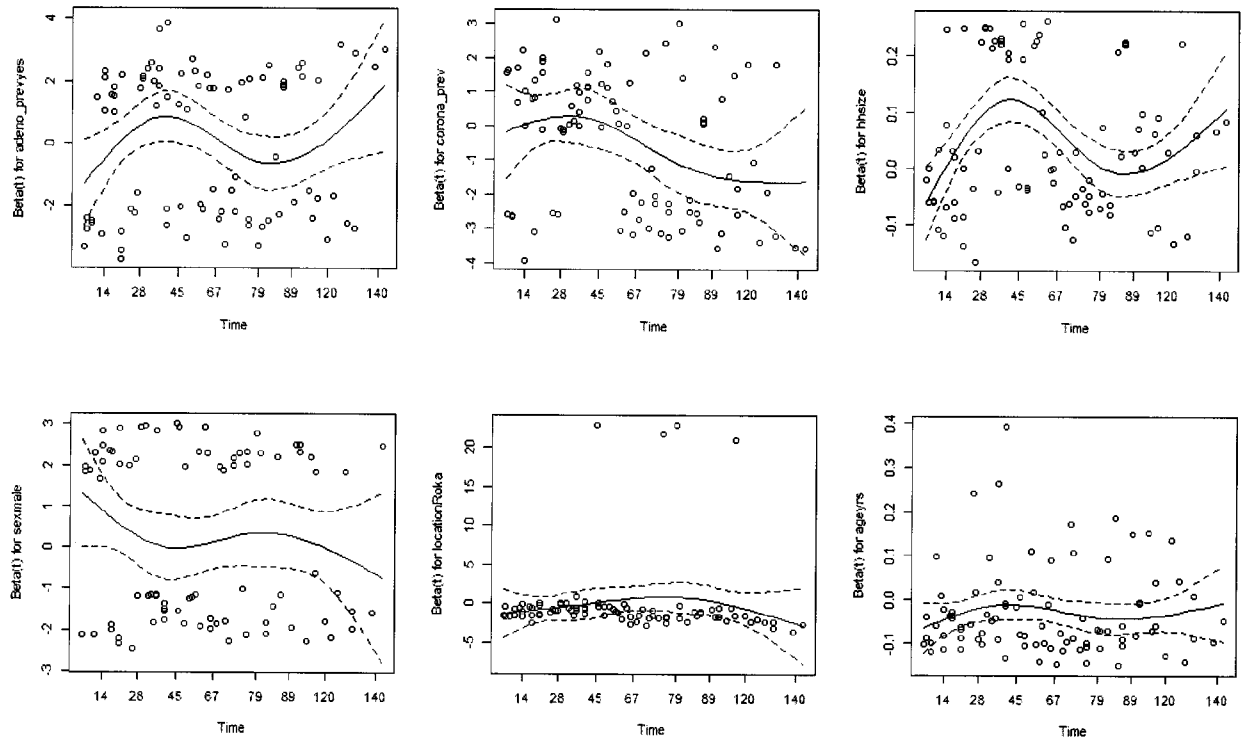 Beta(t) for adeno_prevyes
4
2
0
-2
14 28 45 67 79 89 120 140
Time
Beta(t) for corona_prev
3
2
1
0
-1
-2
-3
-4
14 28 45 67 79 89 120 140
Time
Beta(t) for hhsize
0.2
0.1
0.0
-0.1
14 28 45 67 79 89 120 140
Time
Beta(t) for sexmale
3
2
1
0
-1
-2
-3
14 28 45 67 79 89 120 140
Time
Beta(t) for locationRoka
20
15
10
5
0
-5
14 28 45 67 79 89 120 140
Time
Beta(t) for ageyrs
0.4
0.3
0.2
0.1
0.0
-0.1
14 28 45 67 79 89 120 140
Time